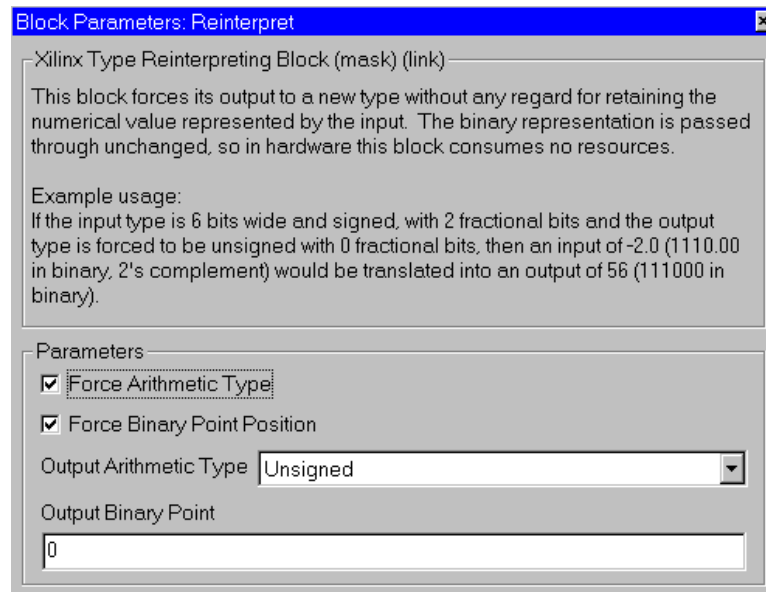 Block Parameters: Reinterpret
Xilinx Type Reinterpreting Block (mask) (link)
This block forces its output to a new type without any regard for retaining the
numerical value represented by the input.  The binary representation is passed
through unchanged, so in hardware this block consumes no resources.
Example usage:
If the input type is 6 bits wide and signed, with 2 fractional bits and the output
type is forced to be unsigned with 0 fractional bits, then an input of -2.0 (1110.00
in binary, 2's complement) would be translated into an output of 56 (111000 in
binary).
Parameters
Force Arithmetic Type
Force Binary Point Position
Output Arithmetic Type Unsigned
Output Binary Point
0